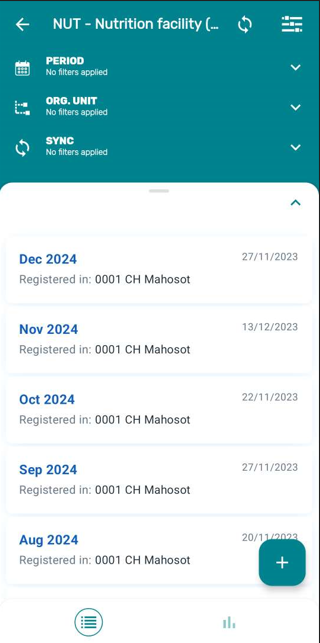 NUT - Nutrition facility (...
PERIOD
No filters applied
ORG. UNIT
No filters applied
SYNC
No filters applied
Dec 2024
27/11/2023
Registered in: 0001 CH Mahosot
Nov 2024
13/12/2023
Registered in: 0001 CH Mahosot
Oct 2024
22/11/2023
Registered in: 0001 CH Mahosot
Sep 2024
27/11/2023
Registered in: 0001 CH Mahosot
Aug 2024
20/11/2023
Registered in: 0001 CH Mahosot